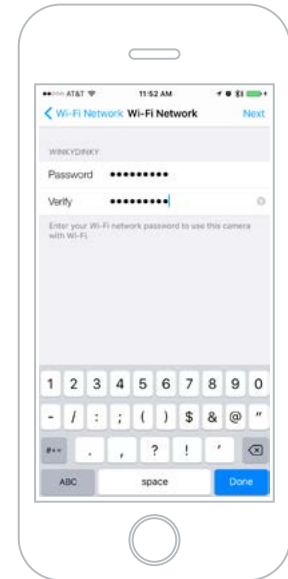 AT&T 11:52 AM
Wi-Fi Network Wi-Fi Network Next
WINKYDINKY
Password •••••••••
Verify •••••••••
Enter your Wi-Fi network password to use this camera
with Wi-Fi.
1 2 3 4 5 6 7 8 9 0
- / : ; ( ) $ & @ "
#+= . , ? ! '
ABC space Done